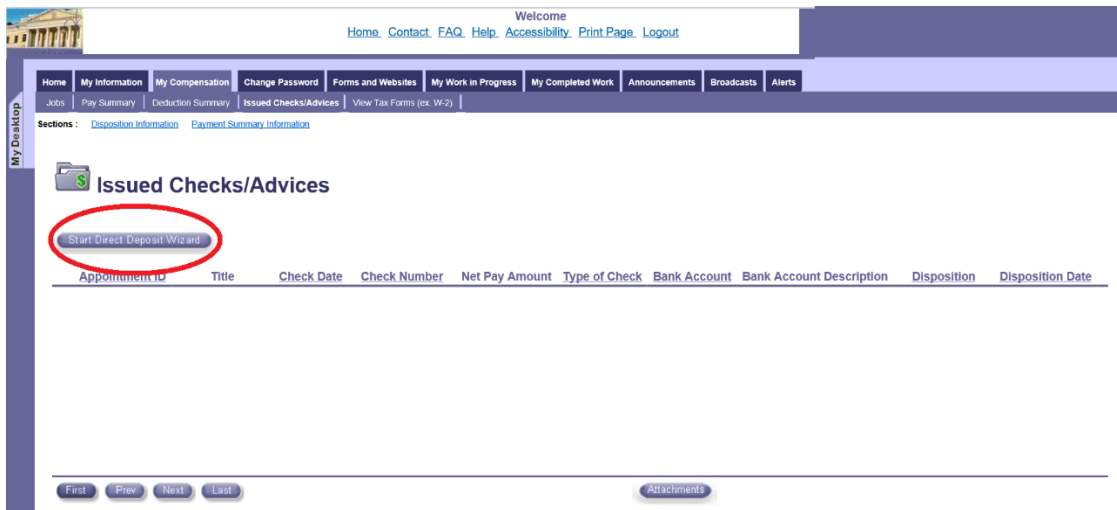 Welcome
Home Contact FAQ Help Accessibility Print Page Logout
Home My Information My Compensation Change Password Forms and Websites My Work in Progress My Completed Work Announcements Broadcasts Alerts
Jobs Pay Summary Deduction Summary Issued Checks/Advices View Tax Forms (ex. W-2)
My Desktop
Sections : Disposition Information Payment Summary Information
$ Issued Checks/Advices
Start Direct Deposit Wizard
Appointment ID Title Check Date Check Number Net Pay Amount Type of Check Bank Account Bank Account Description Disposition Disposition Date
First Prev Next Last Attachments